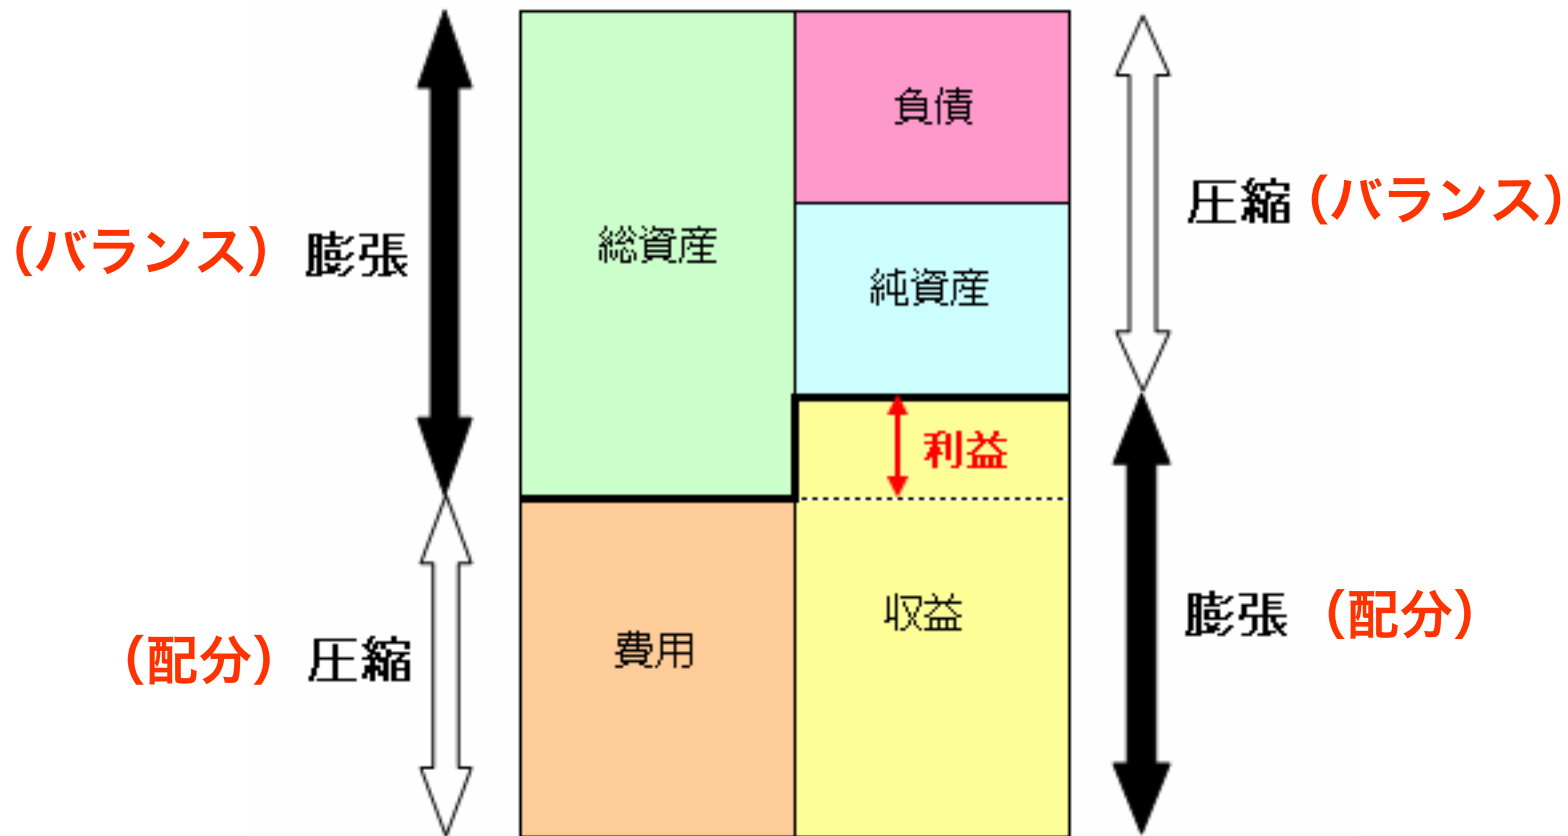 負債
圧縮（バランス）
総資産
（バランス）膨張
純資産
利益
収益
膨張（配分）
費用
（配分）圧縮